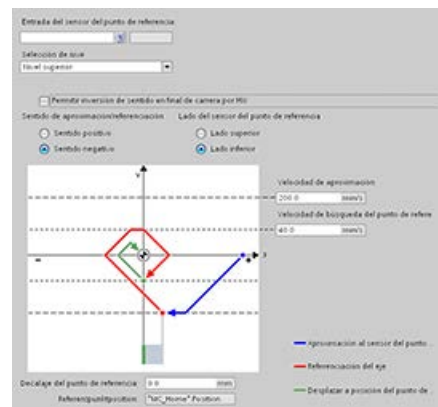 Entrada del sensor del punto de referencia
Selección de nivel
Nivel superior
Permitir inversión de sentido en final de carrera por HW
Sentido de aproximación/referenciación
Lado del sensor del punto de referencia
Sentido positivo
Lado superior
Sentido negativo
Lado inferior
Velocidad de aproximación
200.0 mm/s
Velocidad de búsqueda del punto de refere
40.0 mm/s
Aproximación al sensor del punto ...
Referenciación del eje
Desplazar a posición del punto de ...
Decalaje del punto de referencia:
0.0 mm
Referenzpunktposition:
"MC_Home".Position